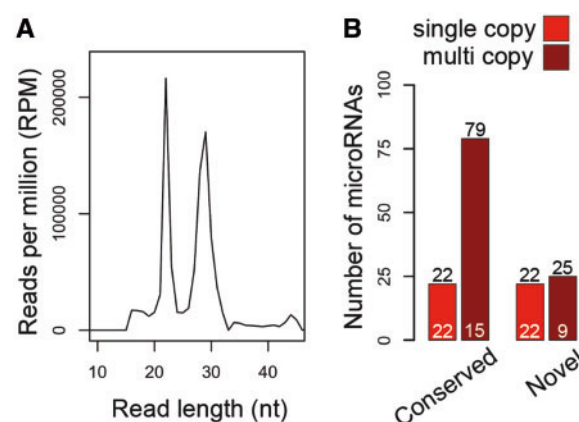 A
Reads per million (RPM)
200000
100000
0
10 20 30 40
Read length (nt)
B
single copy
multi copy
Number of microRNAs
100
75
50
25
0
22 79 22 25
22 15 22 9
Conserved Novel